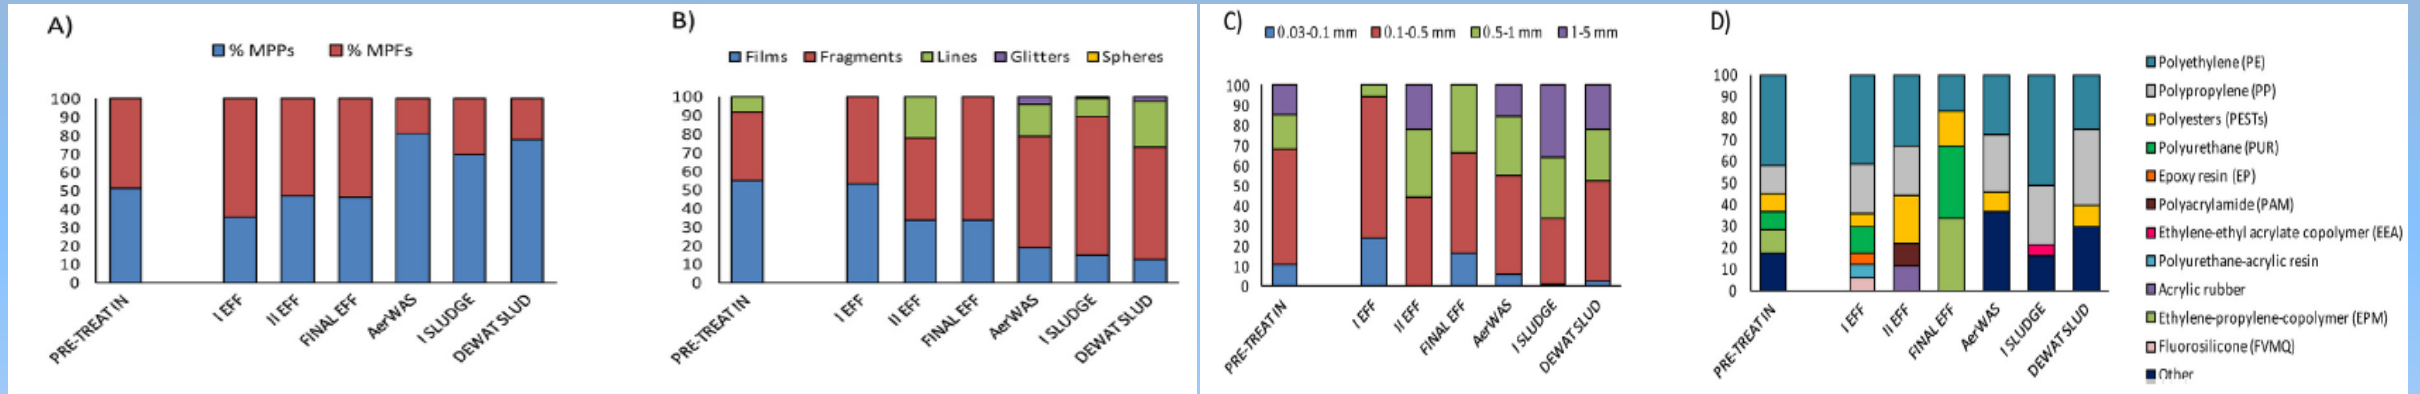 A)
% MPPs % MPFs
100
90
80
70
60
50
40
30
20
10
0
PRE-TREAT IN
I EFF
II EFF
FINAL EFF
AerWAS
I SLUDGE
DEWAT SLUD
B)
Films Fragments Lines Glitters Spheres
100
90
80
70
60
50
40
30
20
10
0
PRE-TREAT IN
I EFF
II EFF
FINAL EFF
AerWAS
I SLUDGE
DEWAT SLUD
C)
0.03-0.1 mm 0.1-0.5 mm 0.5-1 mm 1-5 mm
100
90
80
70
60
50
40
30
20
10
0
PRE-TREAT IN
I EFF
II EFF
FINAL EFF
AerWAS
I SLUDGE
DEWAT SLUD
D)
100
90
80
70
60
50
40
30
20
10
0
PRE-TREAT IN
I EFF
II EFF
FINAL EFF
AerWAS
I SLUDGE
DEWAT SLUD
Polyethylene (PE)
Polypropylene (PP)
Polyesters (PESTs)
Polyurethane (PUR)
Epoxy resin (EP)
Polyacrylamide (PAM)
Ethylene-ethyl acrylate copolymer (EEA)
Polyurethane-acrylic resin
Acrylic rubber
Ethylene-propylene-copolymer (EPM)
Fluorosilicone (FVMQ)
Other